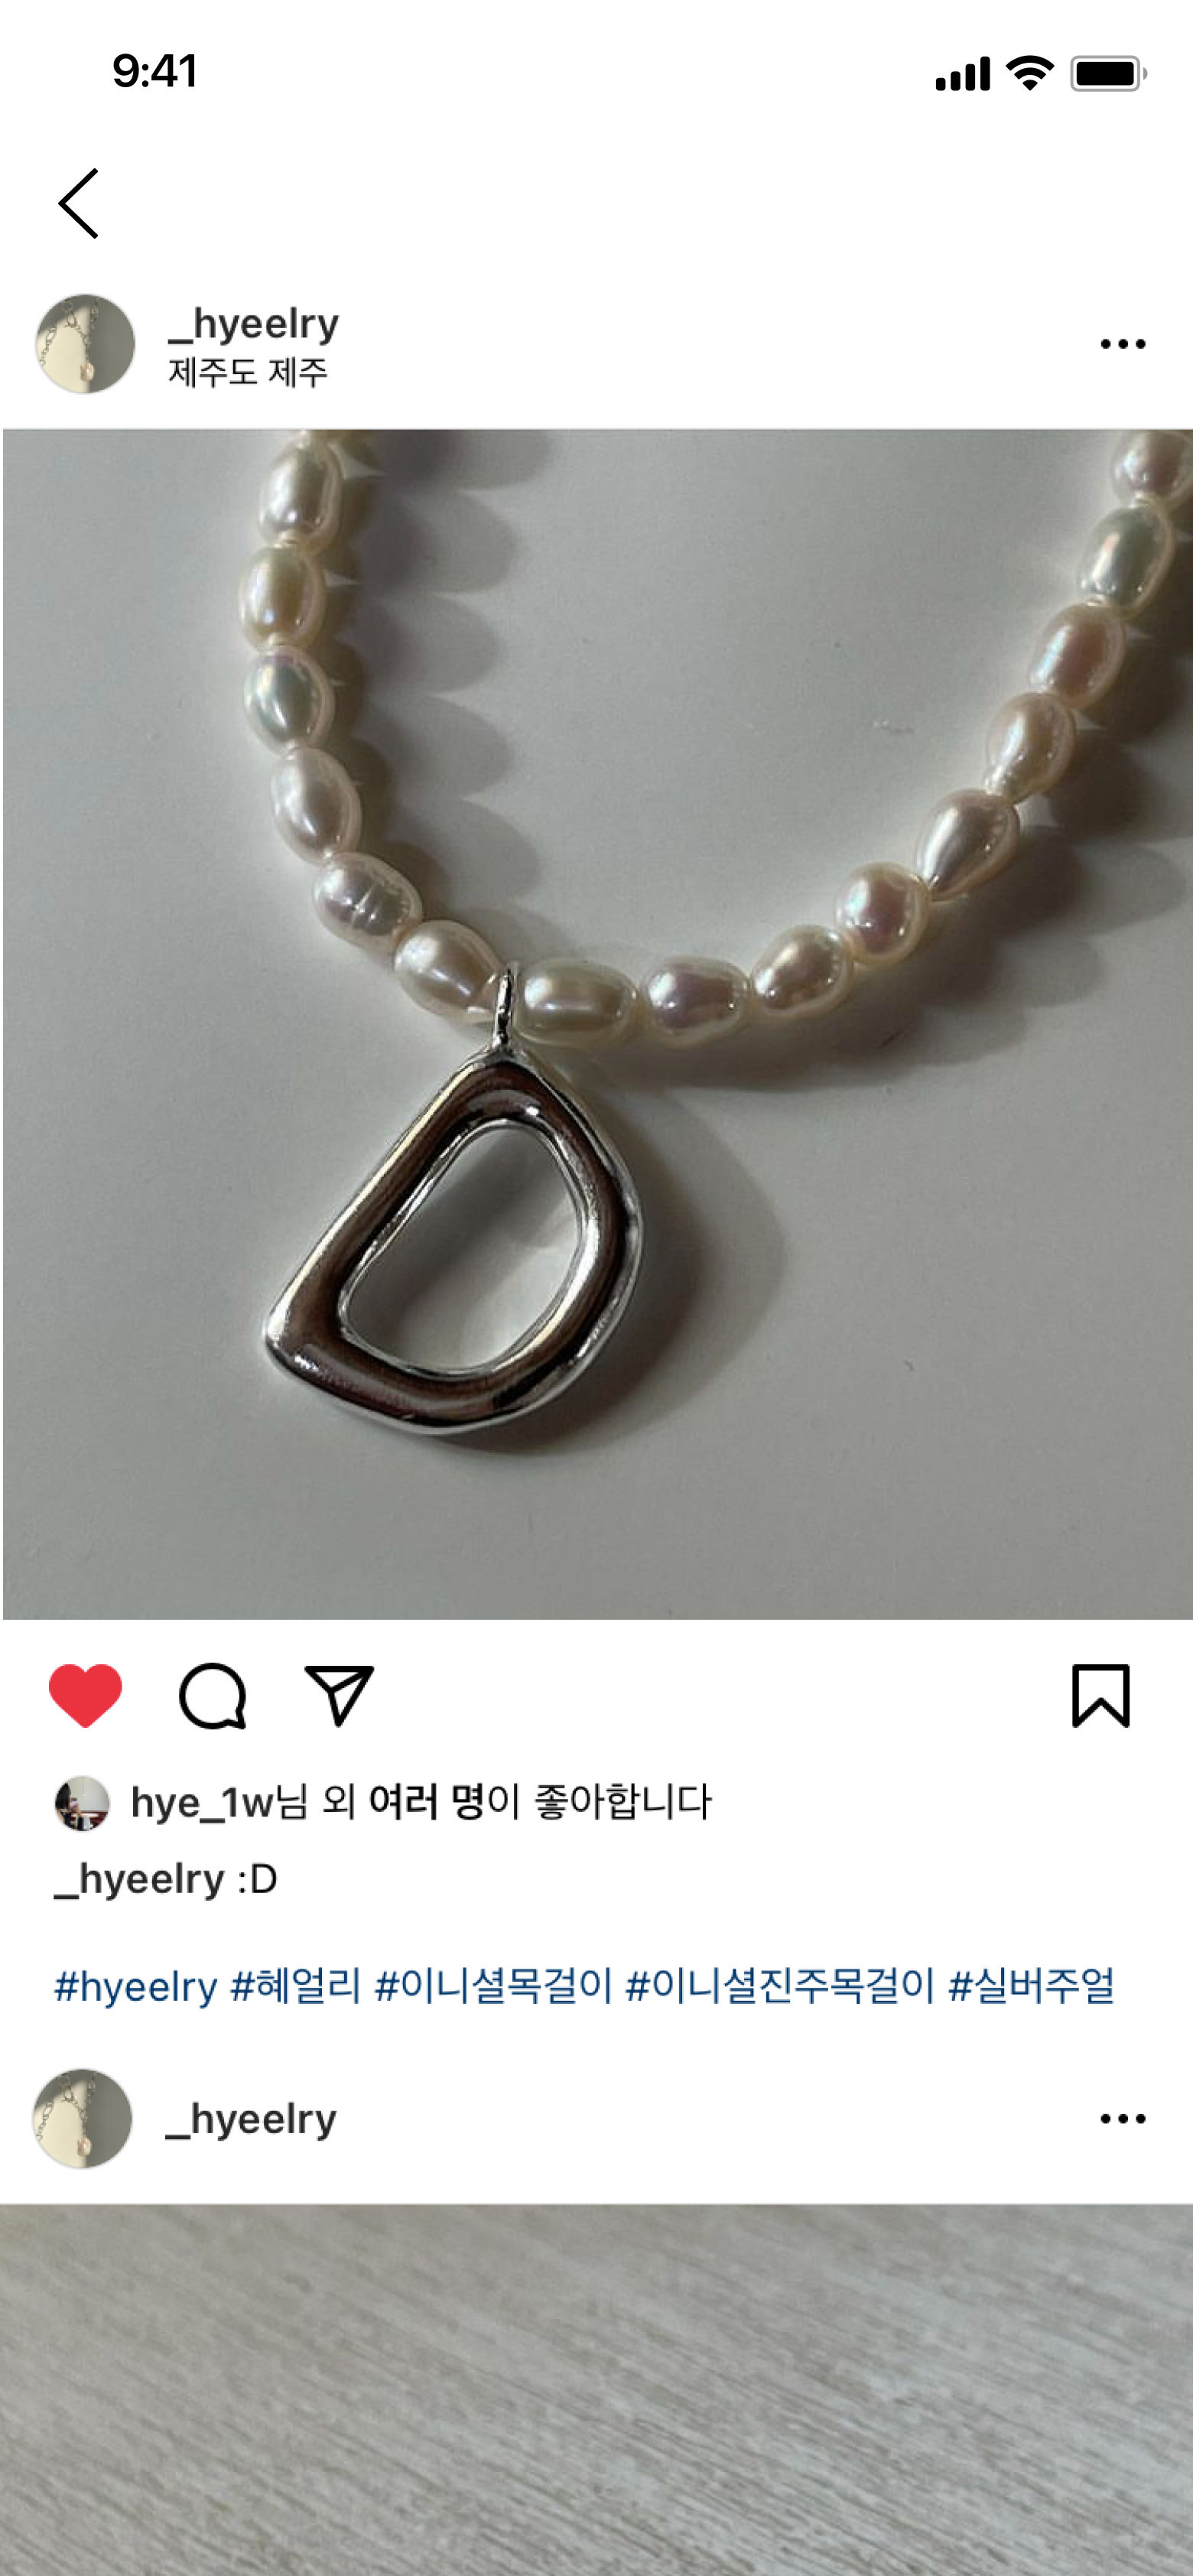 9:41
_hyeelry
제주도 제주
hye_1w님 외 여러 명이 좋아합니다
_hyeelry :D
#hyeelry #혜얼리 #이니셜목걸이 #이니셜진주목걸이 #실버주얼
_hyeelry